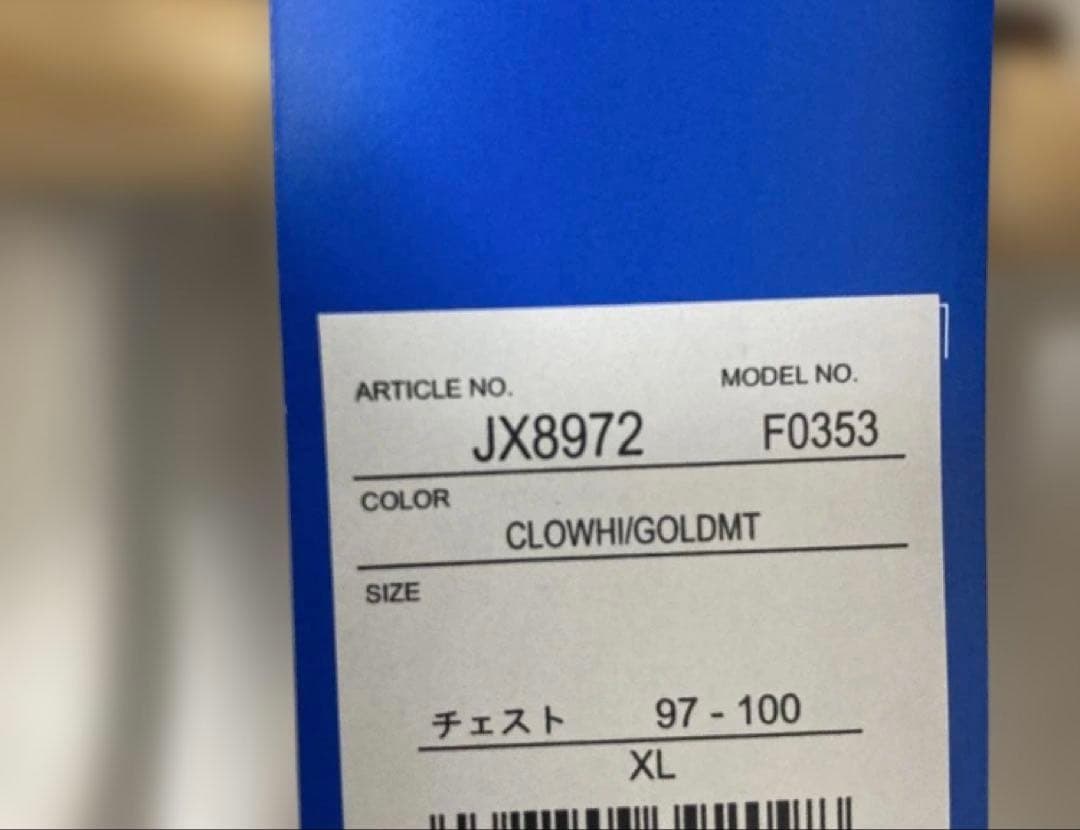 ARTICLE NO. MODEL NO.
JX8972 F0353
COLOR
CLOWHI/GOLDMT
SIZE
チェスト 97 - 100
XL